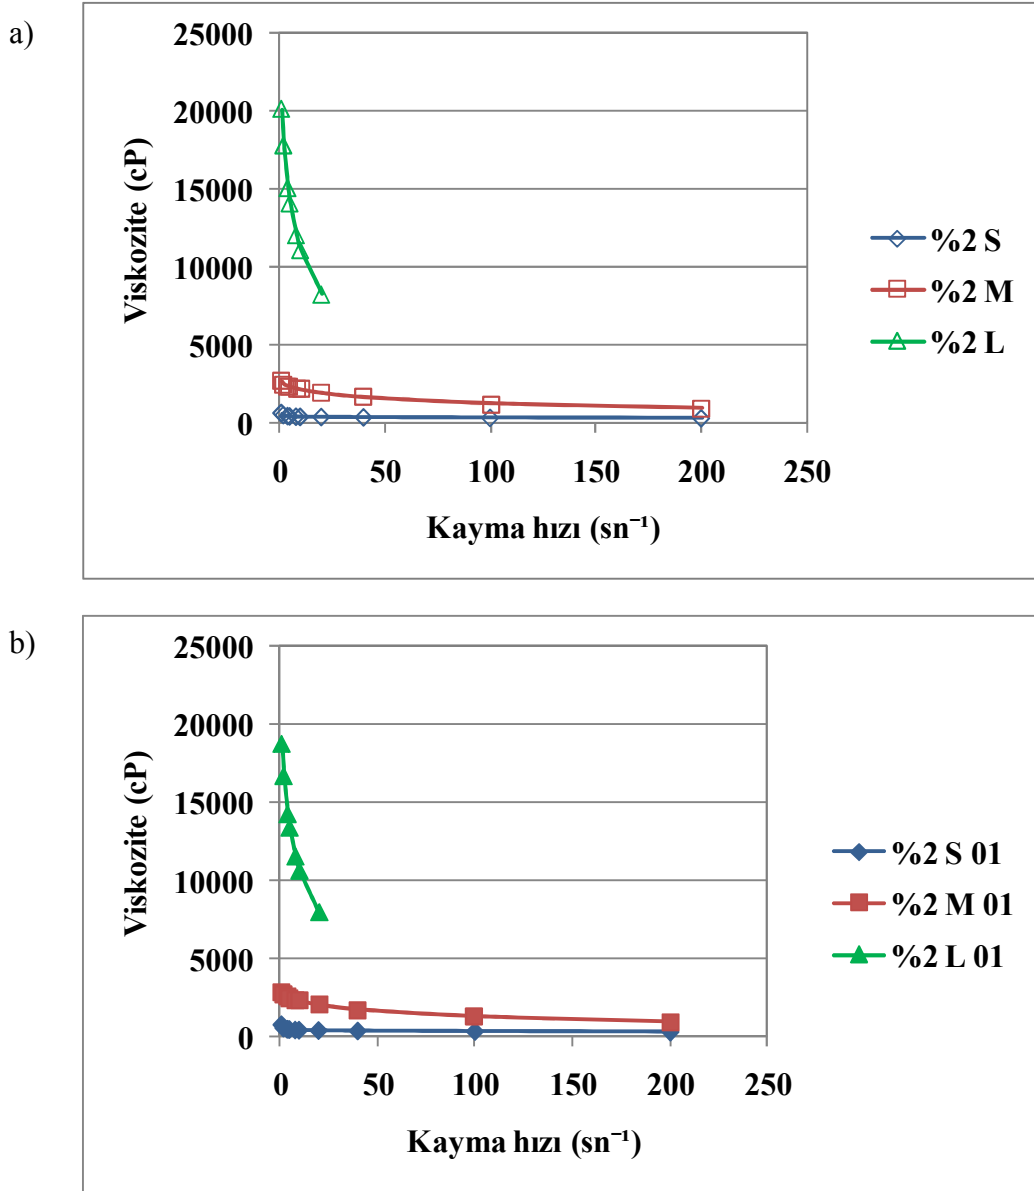 a)
25000
20000
15000
10000
5000
0
Viskozite (cP)
0 50 100 150 200 250
Kayma hızı (sn⁻¹)
%2 S
%2 M
%2 L
b)
25000
20000
15000
10000
5000
0
Viskozite (cP)
0 50 100 150 200 250
Kayma hızı (sn⁻¹)
%2 S 01
%2 M 01
%2 L 01